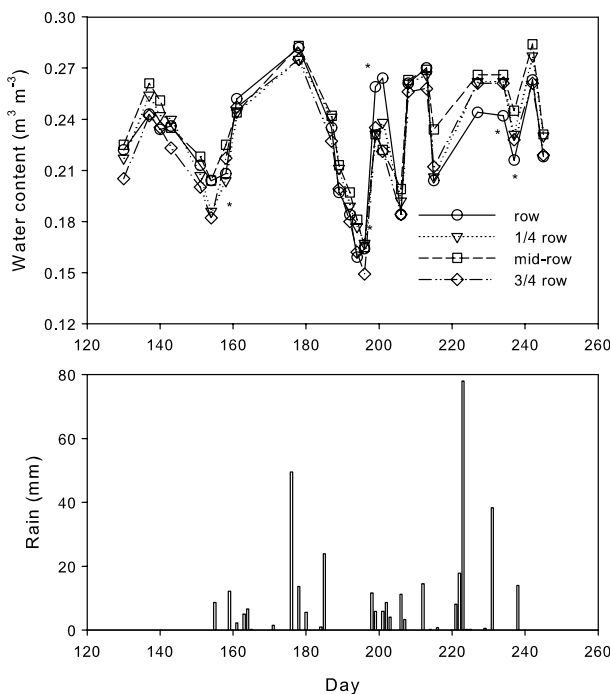 0.30
0.27
0.24
0.21
0.18
0.15
0.12
Water content (m³ m⁻³)
*
*
*
*
*
row
1/4 row
mid-row
3/4 row
120 140 160 180 200 220 240 260
80
60
40
20
0
Rain (mm)
120 140 160 180 200 220 240 260
Day